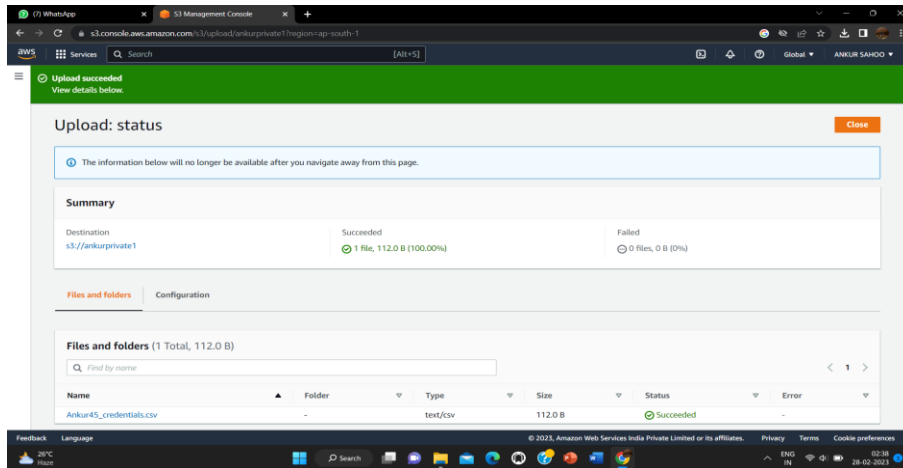 (7) WhatsApp
S3 Management Console
s3.console.aws.amazon.com/s3/upload/ankurprivate1?region=ap-south-1
aws
Services
Search
[Alt+S]
Global
ANKUR SAHOO
Upload succeeded
View details below.
Upload: status
Close
The information below will no longer be available after you navigate away from this page.
Summary
Destination
s3://ankurprivate1
Succeeded
1 file, 112.0 B (100.00%)
Failed
0 files, 0 B (0%)
Files and folders
Configuration
Files and folders (1 Total, 112.0 B)
Find by name
1
Name
Folder
Type
Size
Status
Error
Ankur45_credentials.csv
-
text/csv
112.0 B
Succeeded
-
Feedback
Language
© 2023, Amazon Web Services India Private Limited or its affiliates.
Privacy
Terms
Cookie preferences
26°C
Haze
Search
ENG
IN
02:38
28-02-2023